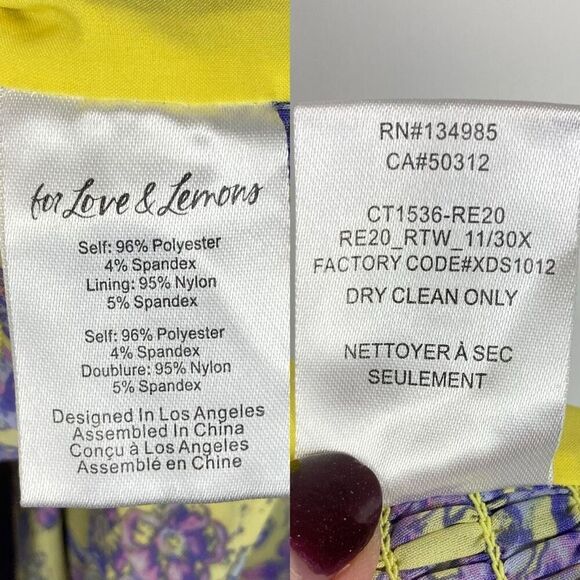 for Love & Lemons
Self: 96% Polyester
4% Spandex
Lining: 95% Nylon
5% Spandex
Self: 96% Polyester
4% Spandex
Doublure: 95% Nylon
5% Spandex
Designed In Los Angeles
Assembled In China
Conçu à Los Angeles
Assemblé en Chine
RN#134985
CA#50312
CT1536-RE20
RE20_RTW_11/30X
FACTORY CODE#XDS1012
DRY CLEAN ONLY
NETTOYER À SEC
SEULEMENT